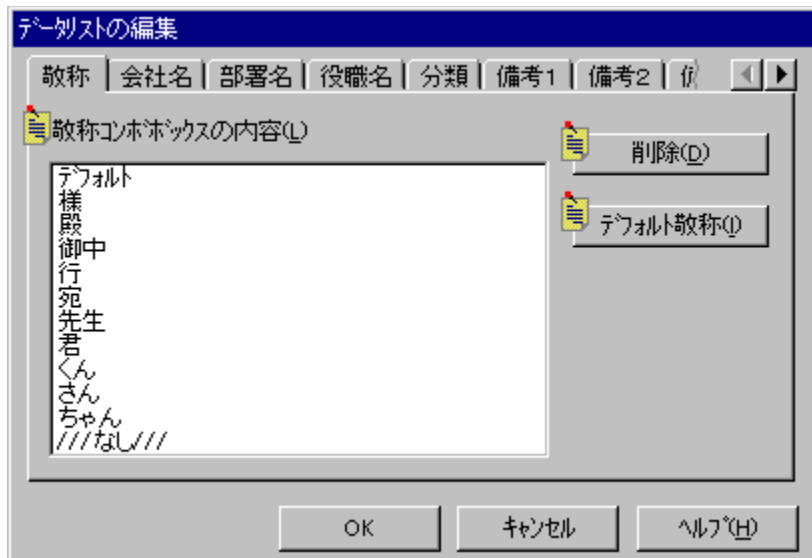 ﾃﾞｰﾀﾘｽﾄの編集
敬称 会社名 部署名 役職名 分類 備考1 備考2
敬称ｺﾝﾎﾞﾎﾞｯｸｽの内容(L)
削除(D)
ﾃﾞﾌｫﾙﾄ敬称(I)
ﾃﾞﾌｫﾙﾄ
様
殿
御中
行
宛
先生
君
くん
さん
ちゃん
///なし///
OK ｷｬﾝｾﾙ ﾍﾙﾌﾟ(H)